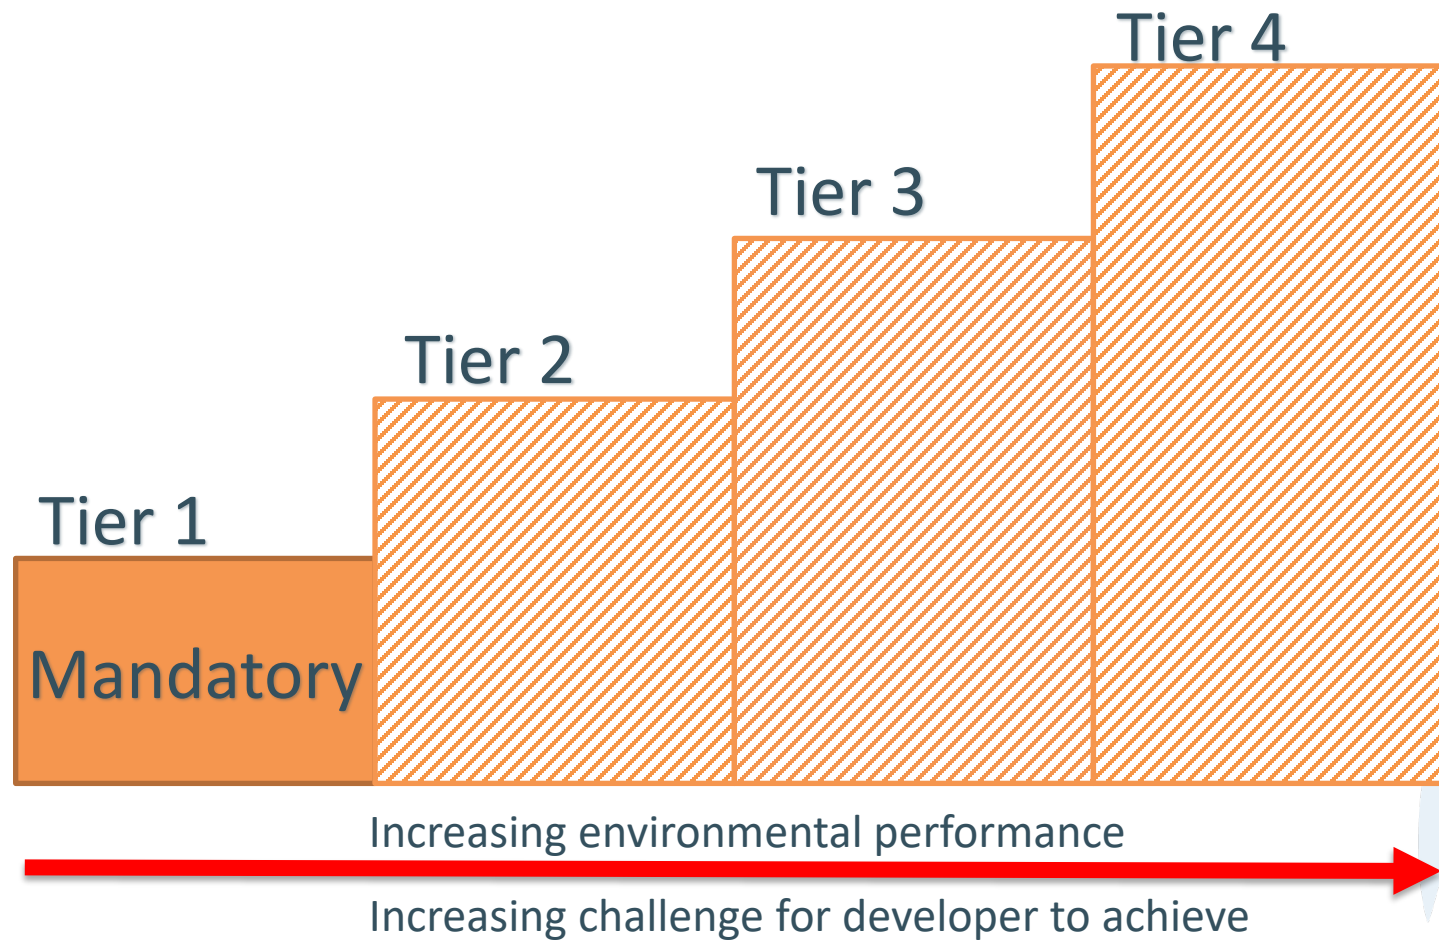 Tier 4
Tier 3
Tier 2
Tier 1
Mandatory
Increasing environmental performance
Increasing challenge for developer to achieve